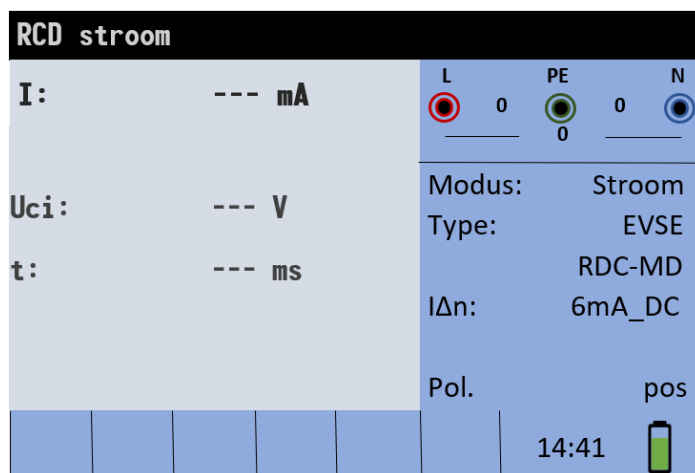 RCD stroom
I: --- mA
L PE N
0 0
0
Uci: --- V
t: --- ms
Modus: Stroom
Type: EVSE
RDC-MD
IΔn: 6mA_DC
Pol. pos
14:41